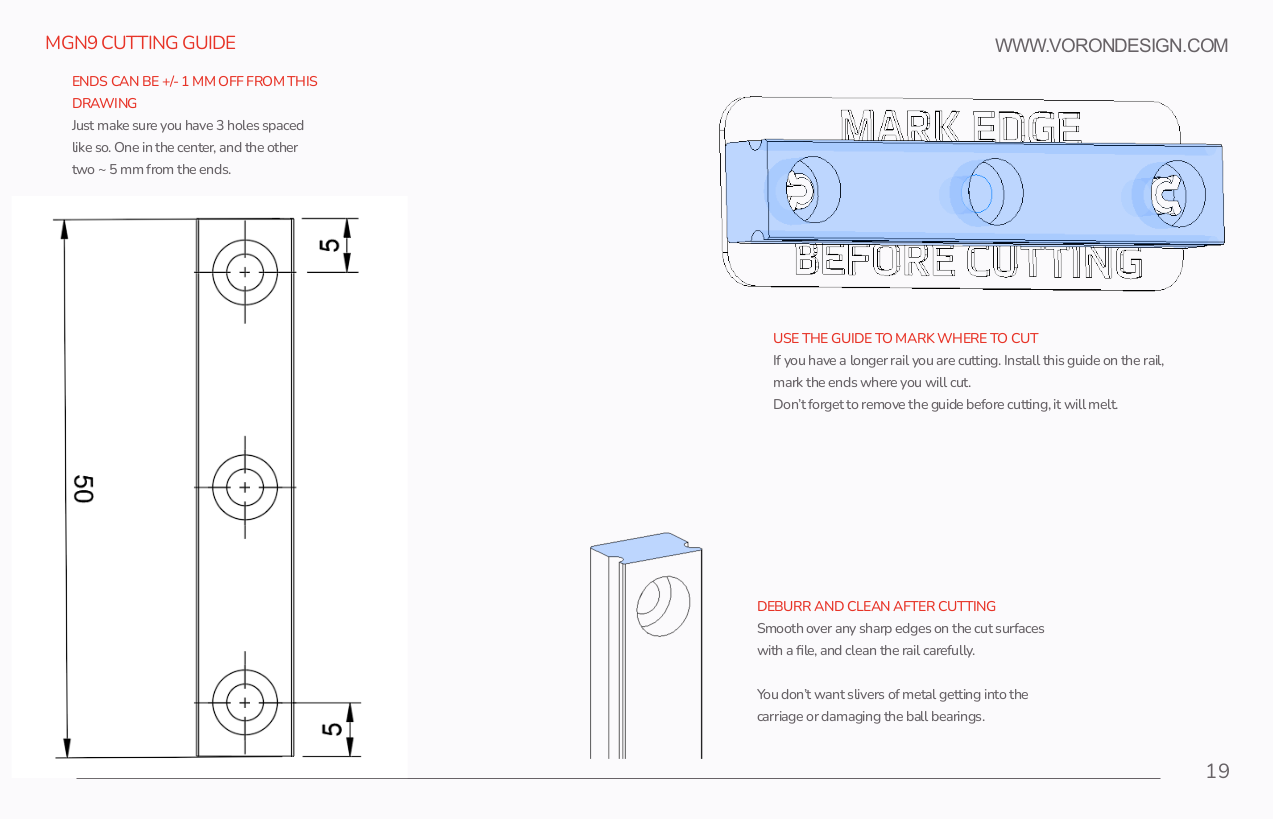 MGN9 CUTTING GUIDE
WWW.VORONDESIGN.COM
ENDS CAN BE +/- 1 MM OFF FROM THIS
DRAWING
Just make sure you have 3 holes spaced
like so. One in the center, and the other
two ~ 5 mm from the ends.
5
50
5
MARK EDGE
BEFORE CUTTING
USE THE GUIDE TO MARK WHERE TO CUT
If you have a longer rail you are cutting. Install this guide on the rail,
mark the ends where you will cut.
Don't forget to remove the guide before cutting, it will melt.
DEBURR AND CLEAN AFTER CUTTING
Smooth over any sharp edges on the cut surfaces
with a file, and clean the rail carefully.
You don't want slivers of metal getting into the
carriage or damaging the ball bearings.
19